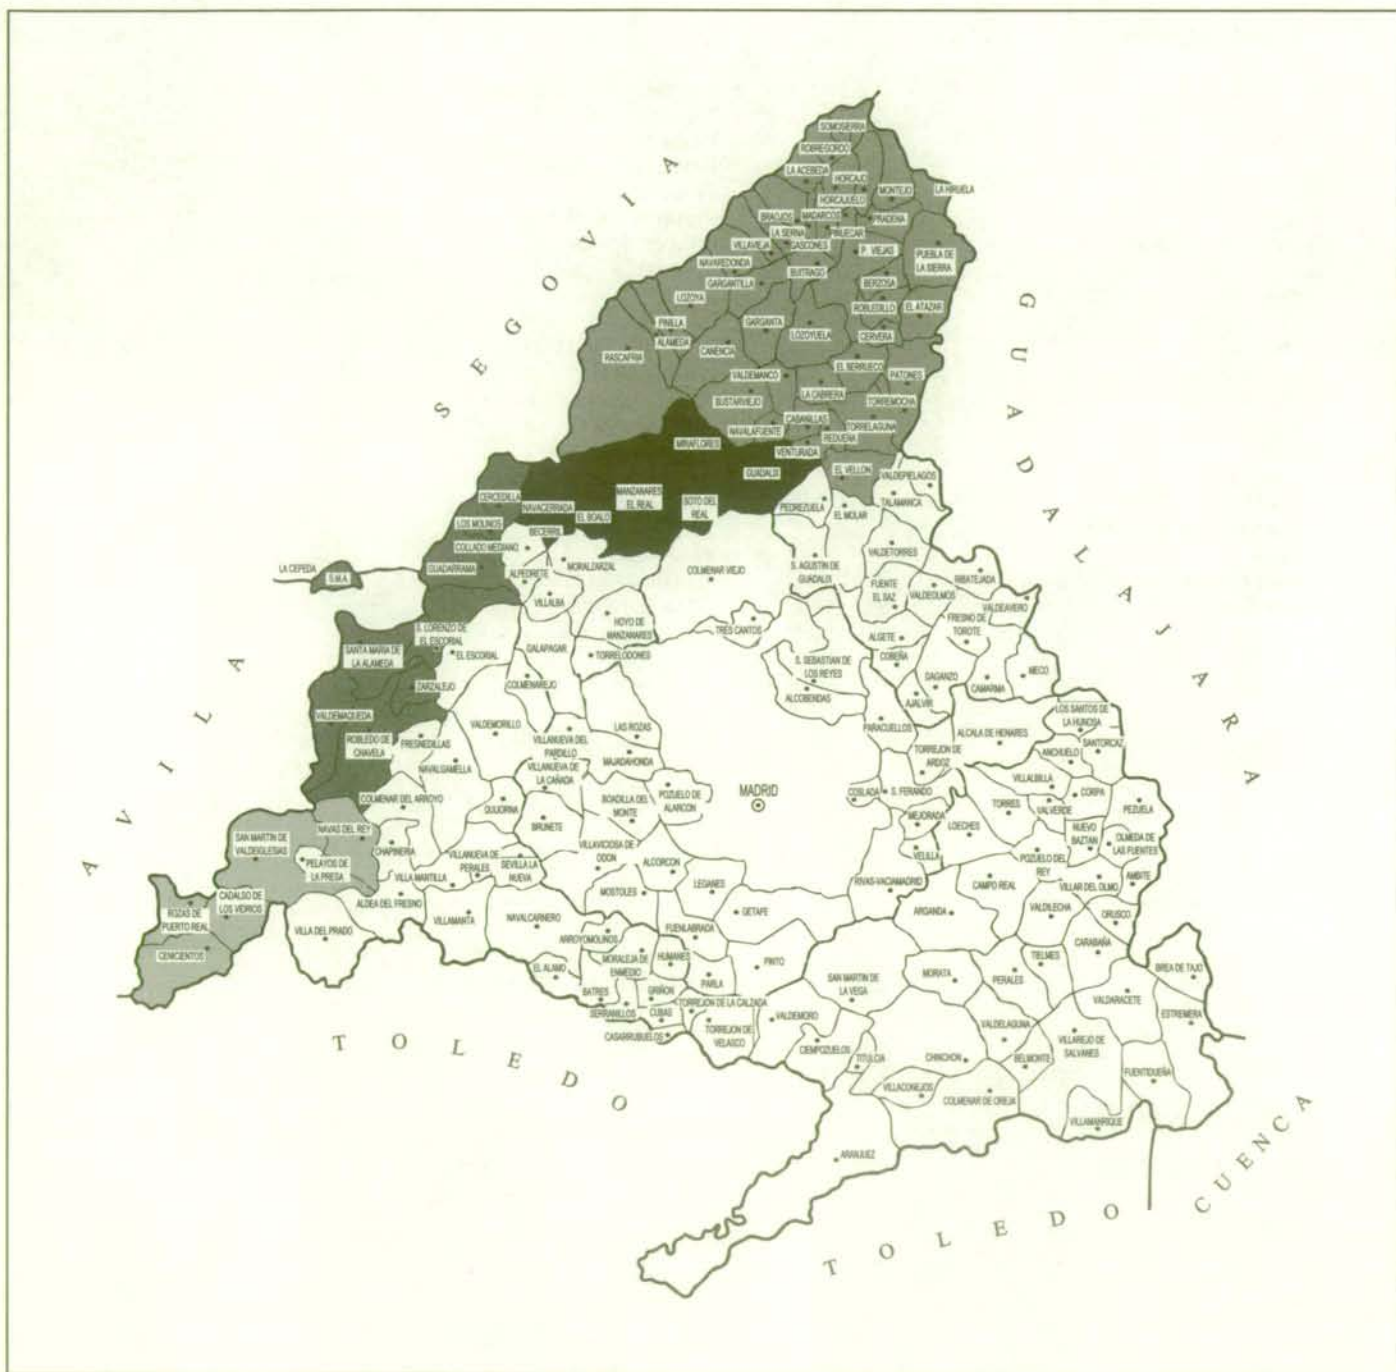 SEGOVIA
GUADALAJARA
AVILA
TOLEDO
TOLEDO
CUENCA
SOMOSIERRA
ROBREGORDO
LA ACEBEDA
HORCAJO
HORCAJUELO
MONTEJO
LA HIRUELA
BRAOJOS
MADARCOS
PRADENA
LA SERNA
PIÑUECAR
VILLAVIEJA
GASCONES
P. VIEJAS
PUEBLA DE
LA SIERRA
NAVAREDONDA
BUITRAGO
GARGANTILLA
BERZOSA
LOZOYA
ROBLEDILLO
EL ATAZAR
PINILLA
GARGANTA
LOZOYUELA
ALAMEDA
CANENCIA
CERVERA
RASCAFRIA
EL BERRUECO
VALDEMANCO
PATONES
BUSTARVIEJO
LA CABRERA
TORREMOCHA
CABANILLAS
NAVALAFUENTE
TORRELAGUNA
REDUEÑA
MIRAFLORES
VENTURADA
GUADALIX
EL VELLON
VALDEPIELAGOS
TALAMANCA
CERCEDILLA
NAVACERRADA
MANZANARES
EL REAL
SOTO DEL
REAL
PEDREZUELA
EL MOLAR
EL BOALO
LOS MOLINOS
BECERRIL
COLLADO MEDIANO
VALDETORRES
LA CEPEDA
S.M.A.
GUADARRAMA
ALPEDRETE
MORALZARZAL
COLMENAR VIEJO
S. AGUSTIN DE
GUADALIX
RIBATEJADA
FUENTE
EL SAZ
VALDEOLMOS
VILLALBA
VALDEAVERO
FRESNO DE
TOROTE
HOYO DE
MANZANARES
TRES CANTOS
ALGETE
S. LORENZO DE
EL ESCORIAL
SANTA MARIA DE
LA ALAMEDA
EL ESCORIAL
GALAPAGAR
TORRELODONES
S. SEBASTIAN DE
LOS REYES
COBEÑA
MECO
DAGANZO
CAMARMA
ZARZALEJO
COLMENAREJO
ALCOBENDAS
AJALVIR
VALDEMAQUEDA
LOS SANTOS DE
LA HUMOSA
VALDEMORILLO
LAS ROZAS
PARACUELLOS
ALCALA DE HENARES
ROBLEDO DE
CHAVELA
FRESNEDILLAS
VILLANUEVA DEL
PARDILLO
SANTORCAZ
TORREJON DE
ARDOZ
ANCHUELO
NAVALGAMELLA
VILLANUEVA DE
LA CAÑADA
MAJADAHONDA
VILLALBILLA
POZUELO DE
ALARCON
MADRID
COSLADA
S. FERANDO
CORPA
PEZUELA
COLMENAR DEL ARROYO
QUIJORNA
BOADILLA DEL
MONTE
TORRES
VALVERDE
BRUNETE
MEJORADA
LOECHES
NUEVO
BAZTAN
OLMEDA DE
LAS FUENTES
NAVAS DEL REY
SAN MARTIN DE
VALDEIGLESIAS
CHAPINERIA
VILLAVICIOSA DE
ODON
VELILLA
POZUELO DEL
REY
PELAYOS DE
LA PRESA
VILLANUEVA DE
PERALES
SEVILLA LA
NUEVA
ALCORCON
VILLA MANTILLA
LEGANES
RIVAS-VACIAMADRID
CAMPO REAL
VILLAR DEL OLMO
AMBITE
CADALSO DE
LOS VIDRIOS
ALDEA DEL FRESNO
MOSTOLES
ROZAS DE
PUERTO REAL
VILLAMANTA
NAVALCARNERO
GETAFE
ARGANDA
VALDILECHA
ORUSCO
VILLA DEL PRADO
ARROYOMOLINOS
FUENLABRADA
CARABAÑA
CENICIENTOS
MORALEJA DE
ENMEDIO
HUMANES
PINTO
TIELMES
EL ALAMO
PARLA
SAN MARTIN DE
LA VEGA
MORATA
PERALES
BREA DE TAJO
BATRES
GRIÑON
VALDARACETE
SERRANILLOS
CUBAS
TORREJON DE LA CALZADA
ESTREMERA
CASARRUBUELOS
TORREJON DE
VELASCO
VALDEMORO
VALDELAGUNA
CIEMPOZUELOS
VILLAREJO DE
SALVANES
TITULCIA
CHINCHON
BELMONTE
FUENTIDUEÑA
VILLACONEJOS
COLMENAR DE OREJA
VILLAMANRIQUE
ARANJUEZ